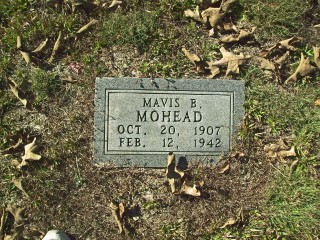 MAVIS B.
MOHEAD
OCT. 20, 1907
FEB. 12, 1942